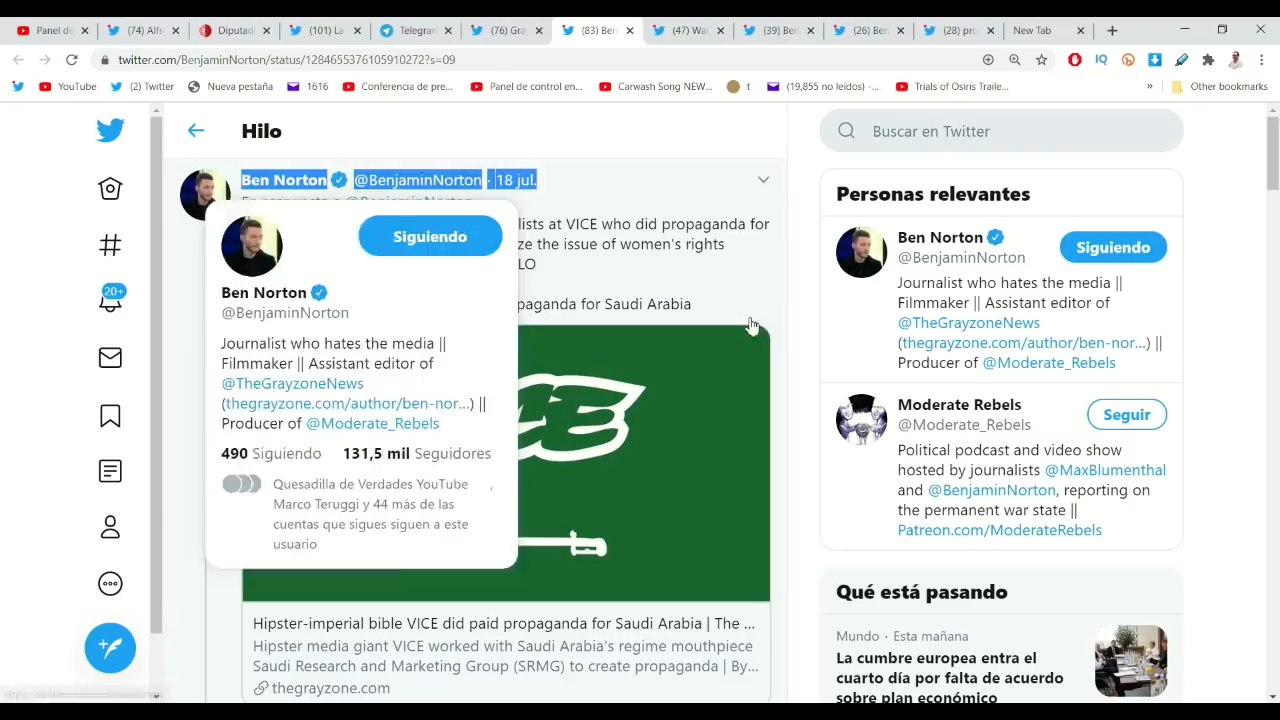 Panel de
(74) Alfr
Diputad
(101) La
Telegran
(76) Gra
(83) Ben
(47) Wai
(39) Ben
(26) Ben
(28) pro
New Tab
twitter.com/BenjaminNorton/status/1284655376105910272?s=0
YouTube
(2) Twitter
Nueva pestaña
1616
Conferencia de pre...
Panel de control en...
Carwash Song NEW...
t
(19,855 no leídos) -...
Trials of Osiris Traile...
»
Other bookmarks
Hilo
Ben Norton @BenjaminNorton · 18 jul.
En respuesta a @BenjaminNorton
lists at VICE who did propaganda for
ze the issue of women's rights
LO
paganda for Saudi Arabia
20+
Siguiendo
Ben Norton
@BenjaminNorton
Journalist who hates the media ||
Filmmaker || Assistant editor of
@TheGrayzoneNews
(thegrayzone.com/author/ben-nor...) ||
Producer of @Moderate_Rebels
490 Siguiendo 131,5 mil Seguidores
Quesadilla de Verdades YouTube ,
Marco Teruggi y 44 más de las
cuentas que sigues siguen a este
usuario
Hipster-imperial bible VICE did paid propaganda for Saudi Arabia | The ...
Hipster media giant VICE worked with Saudi Arabia's regime mouthpiece
Saudi Research and Marketing Group (SRMG) to create propaganda | By...
thegrayzone.com
Buscar en Twitter
Personas relevantes
Ben Norton
@BenjaminNorton
Siguiendo
Journalist who hates the media ||
Filmmaker || Assistant editor of
@TheGrayzoneNews
(thegrayzone.com/author/ben-nor...) ||
Producer of @Moderate_Rebels
Moderate Rebels
@Moderate_Rebels
Seguir
Political podcast and video show
hosted by journalists @MaxBlumenthal
and @BenjaminNorton, reporting on
the permanent war state ||
Patreon.com/ModerateRebels
Qué está pasando
Mundo · Esta mañana
La cumbre europea entra el
cuarto día por falta de acuerdo
sobre plan económico